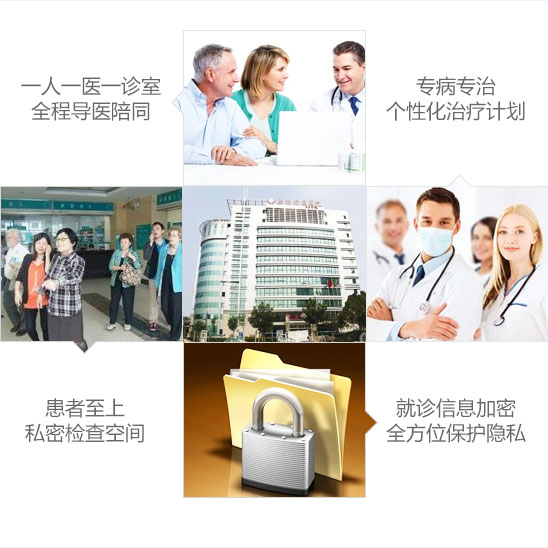 一人一医一诊室
全程导医陪同
专病专治
个性化治疗计划
患者至上
私密检查空间
就诊信息加密
全方位保护隐私